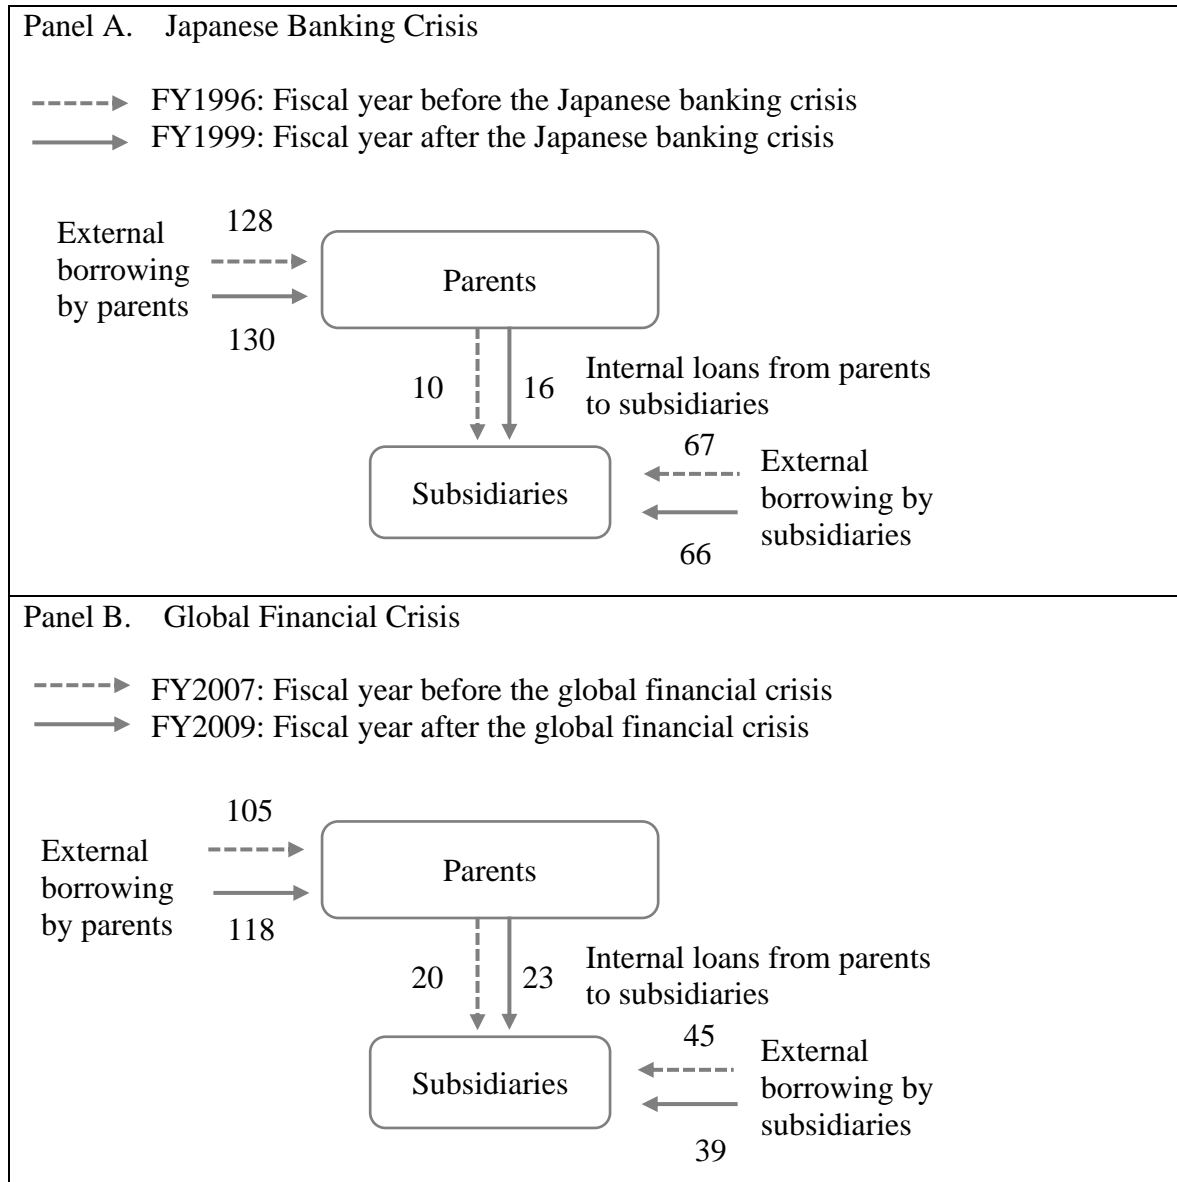 Panel A. Japanese Banking Crisis
FY1996: Fiscal year before the Japanese banking crisis
FY1999: Fiscal year after the Japanese banking crisis
External
borrowing
by parents
128
130
Parents
10
16
Internal loans from parents
to subsidiaries
Subsidiaries
67
66
External
borrowing by
subsidiaries
Panel B. Global Financial Crisis
FY2007: Fiscal year before the global financial crisis
FY2009: Fiscal year after the global financial crisis
External
borrowing
by parents
105
118
Parents
20
23
Internal loans from parents
to subsidiaries
Subsidiaries
45
39
External
borrowing by
subsidiaries